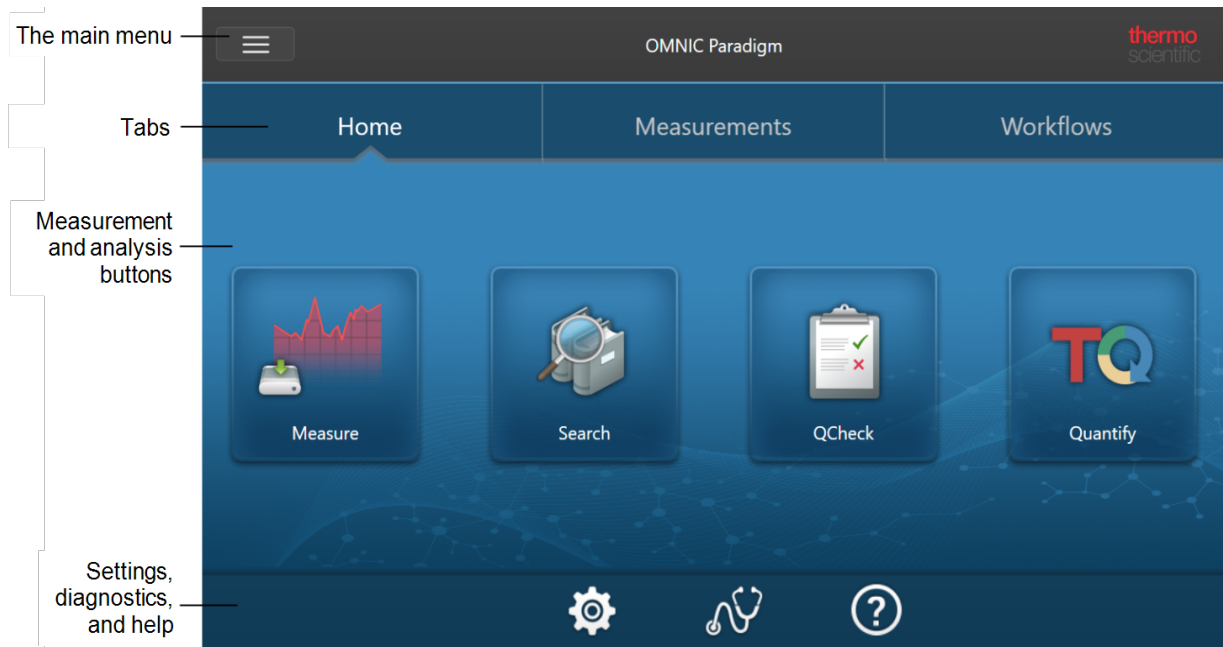 The main menu
OMNIC Paradigm
thermo
scientific
Tabs
Home
Measurements
Workflows
Measurement
and analysis
buttons
Measure
Search
QCheck
TQ
Quantify
Settings,
diagnostics,
and help
?